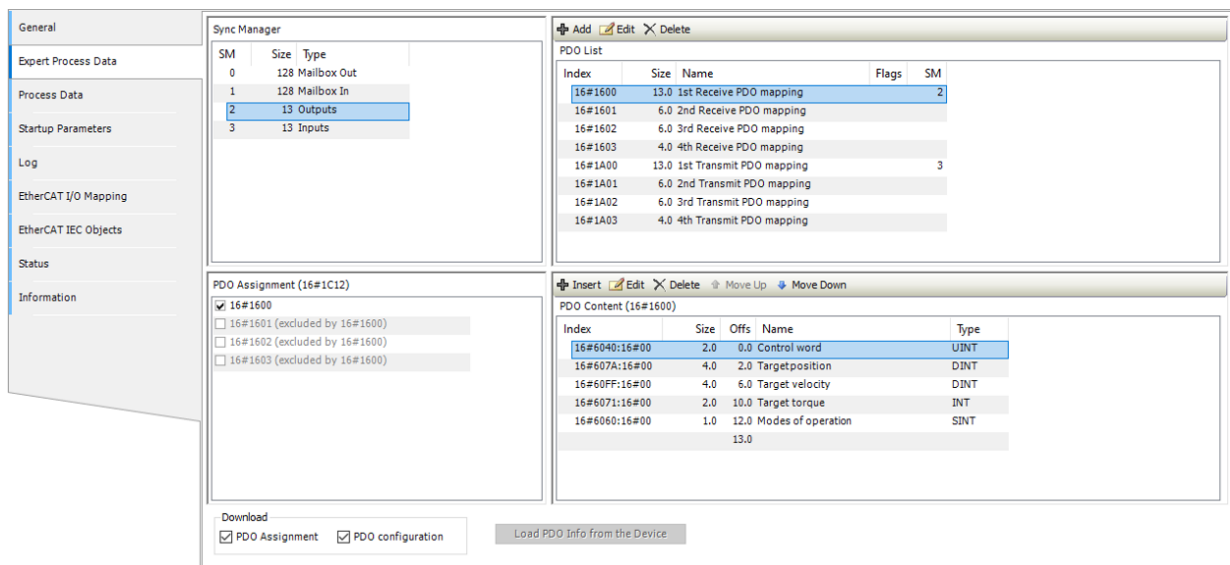 General
Expert Process Data
Process Data
Startup Parameters
Log
EtherCAT I/O Mapping
EtherCAT IEC Objects
Status
Information
Sync Manager
SM Size Type
0 128 Mailbox Out
1 128 Mailbox In
2 13 Outputs
3 13 Inputs
Add Edit Delete
PDO List
Index Size Name Flags SM
16#1600 13.0 1st Receive PDO mapping 2
16#1601 6.0 2nd Receive PDO mapping
16#1602 6.0 3rd Receive PDO mapping
16#1603 4.0 4th Receive PDO mapping
16#1A00 13.0 1st Transmit PDO mapping 3
16#1A01 6.0 2nd Transmit PDO mapping
16#1A02 6.0 3rd Transmit PDO mapping
16#1A03 4.0 4th Transmit PDO mapping
PDO Assignment (16#1C12)
16#1600
16#1601 (excluded by 16#1600)
16#1602 (excluded by 16#1600)
16#1603 (excluded by 16#1600)
Insert Edit Delete Move Up Move Down
PDO Content (16#1600)
Index Size Offs Name Type
16#6040:16#00 2.0 0.0 Control word UINT
16#607A:16#00 4.0 2.0 Targetposition DINT
16#60FF:16#00 4.0 6.0 Target velocity DINT
16#6071:16#00 2.0 10.0 Target torque INT
16#6060:16#00 1.0 12.0 Modes of operation SINT
13.0
Download
PDO Assignment PDO configuration
Load PDO Info from the Device